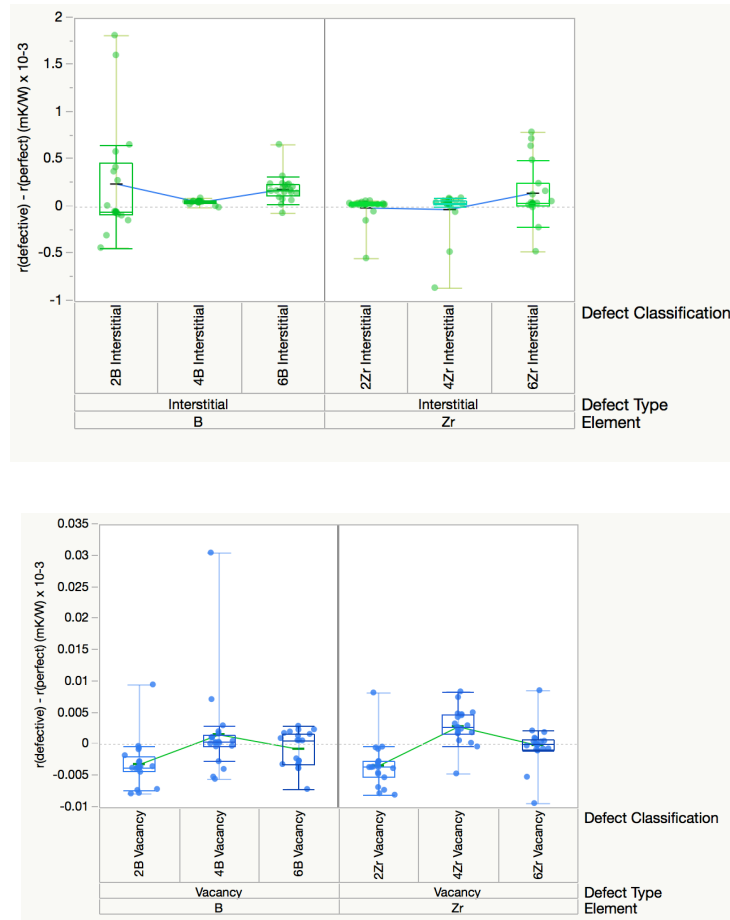 r(defective) - r(perfect) (mK/W) x 10-3
2
1.5
1
0.5
0
-0.5
-1
2B Interstitial
4B Interstitial
6B Interstitial
2Zr Interstitial
4Zr Interstitial
6Zr Interstitial
Defect Classification
Interstitial
Interstitial
Defect Type
B
Zr
Element
r(defective) - r(perfect) (mK/W) x 10-3
0.035
0.03
0.025
0.02
0.015
0.01
0.005
0
-0.005
-0.01
2B Vacancy
4B Vacancy
6B Vacancy
2Zr Vacancy
4Zr Vacancy
6Zr Vacancy
Defect Classification
Vacancy
Vacancy
Defect Type
B
Zr
Element